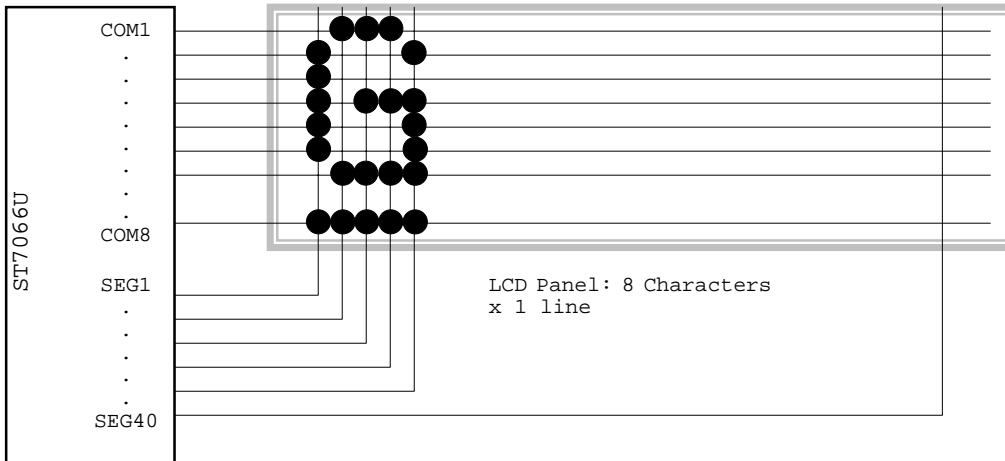 COM1
.
.
.
.
.
.
.
COM8
ST7066U
SEG1
.
.
.
.
.
SEG40
LCD Panel: 8 Characters
x 1 line